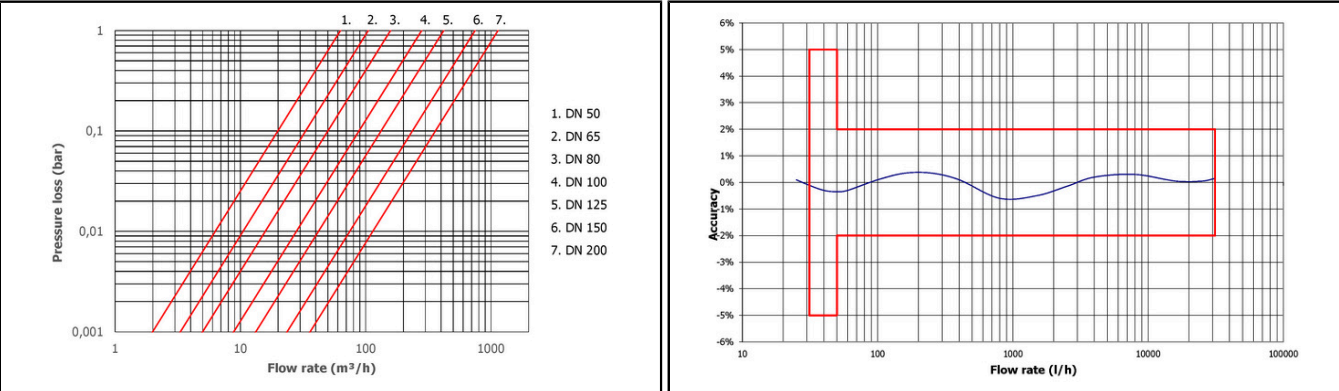 1. 2. 3. 4. 5. 6. 7.
1
0,1
0,01
0,001
Pressure loss (bar)
1 10 100 1000
Flow rate (m³/h)
1. DN 50
2. DN 65
3. DN 80
4. DN 100
5. DN 125
6. DN 150
7. DN 200
6%
5%
4%
3%
2%
1%
0%
-1%
-2%
-3%
-4%
-5%
-6%
Accuracy
10 100 1000 10000 100000
Flow rate (l/h)